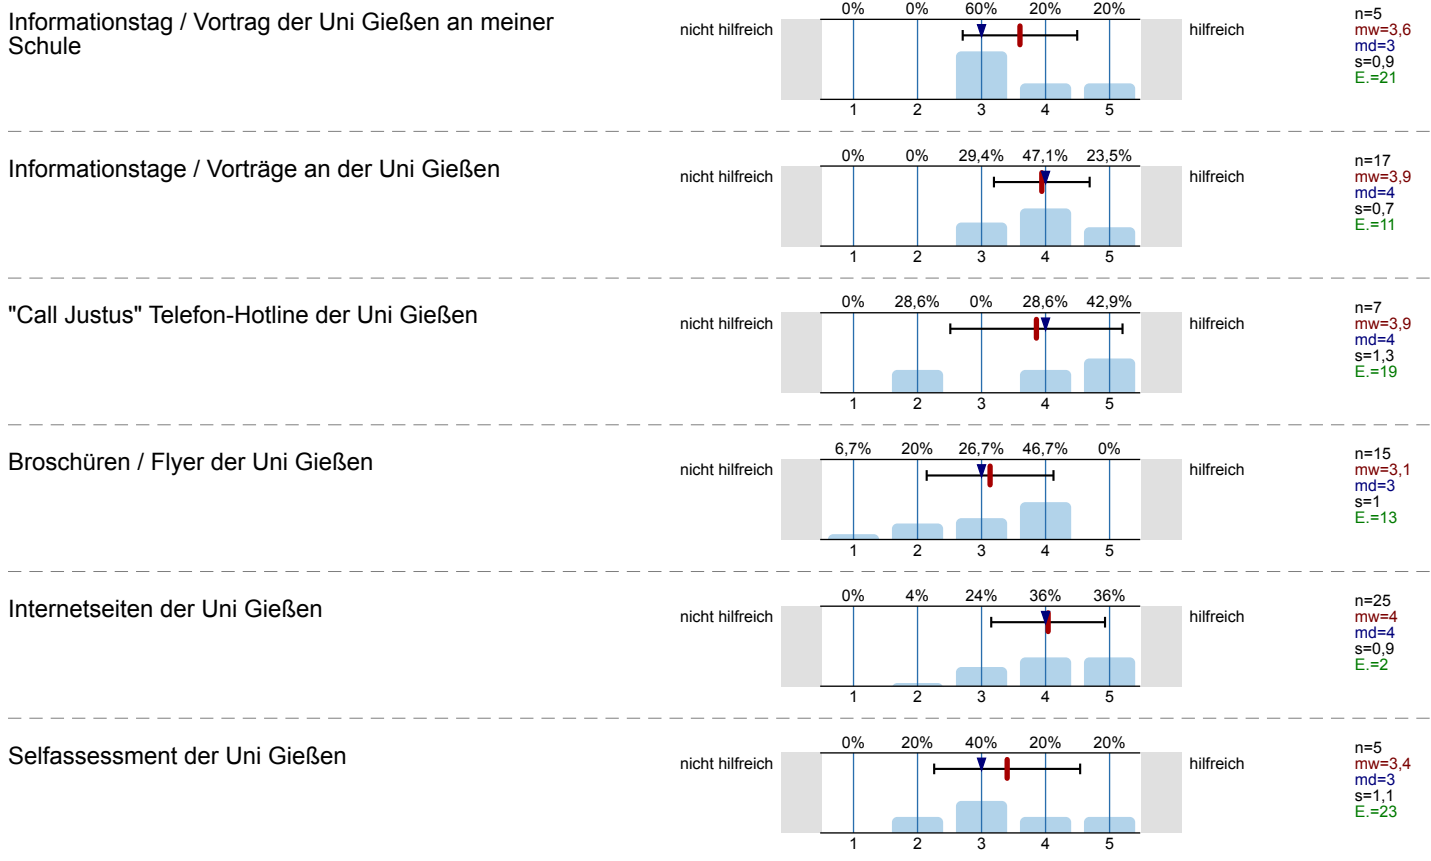 Informationstag / Vortrag der Uni Gießen an meiner
Schule
nicht hilfreich
0% 0% 60% 20% 20%
1 2 3 4 5
hilfreich
n=5
mw=3,6
md=3
s=0,9
E.=21
Informationstage / Vorträge an der Uni Gießen
nicht hilfreich
0% 0% 29,4% 47,1% 23,5%
1 2 3 4 5
hilfreich
n=17
mw=3,9
md=4
s=0,7
E.=11
"Call Justus" Telefon-Hotline der Uni Gießen
nicht hilfreich
0% 28,6% 0% 28,6% 42,9%
1 2 3 4 5
hilfreich
n=7
mw=3,9
md=4
s=1,3
E.=19
Broschüren / Flyer der Uni Gießen
nicht hilfreich
6,7% 20% 26,7% 46,7% 0%
1 2 3 4 5
hilfreich
n=15
mw=3,1
md=3
s=1
E.=13
Internetseiten der Uni Gießen
nicht hilfreich
0% 4% 24% 36% 36%
1 2 3 4 5
hilfreich
n=25
mw=4
md=4
s=0,9
E.=2
Selfassessment der Uni Gießen
nicht hilfreich
0% 20% 40% 20% 20%
1 2 3 4 5
hilfreich
n=5
mw=3,4
md=3
s=1,1
E.=23